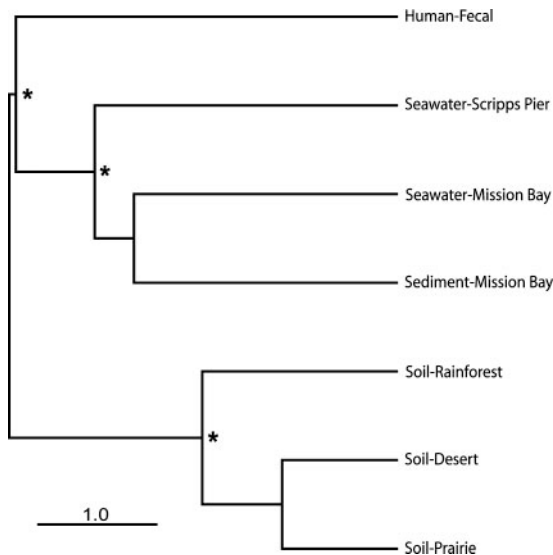 Human-Fecal
*
Seawater-Scripps Pier
*
Seawater-Mission Bay
Sediment-Mission Bay
Soil-Rainforest
*
Soil-Desert
1.0
Soil-Prairie